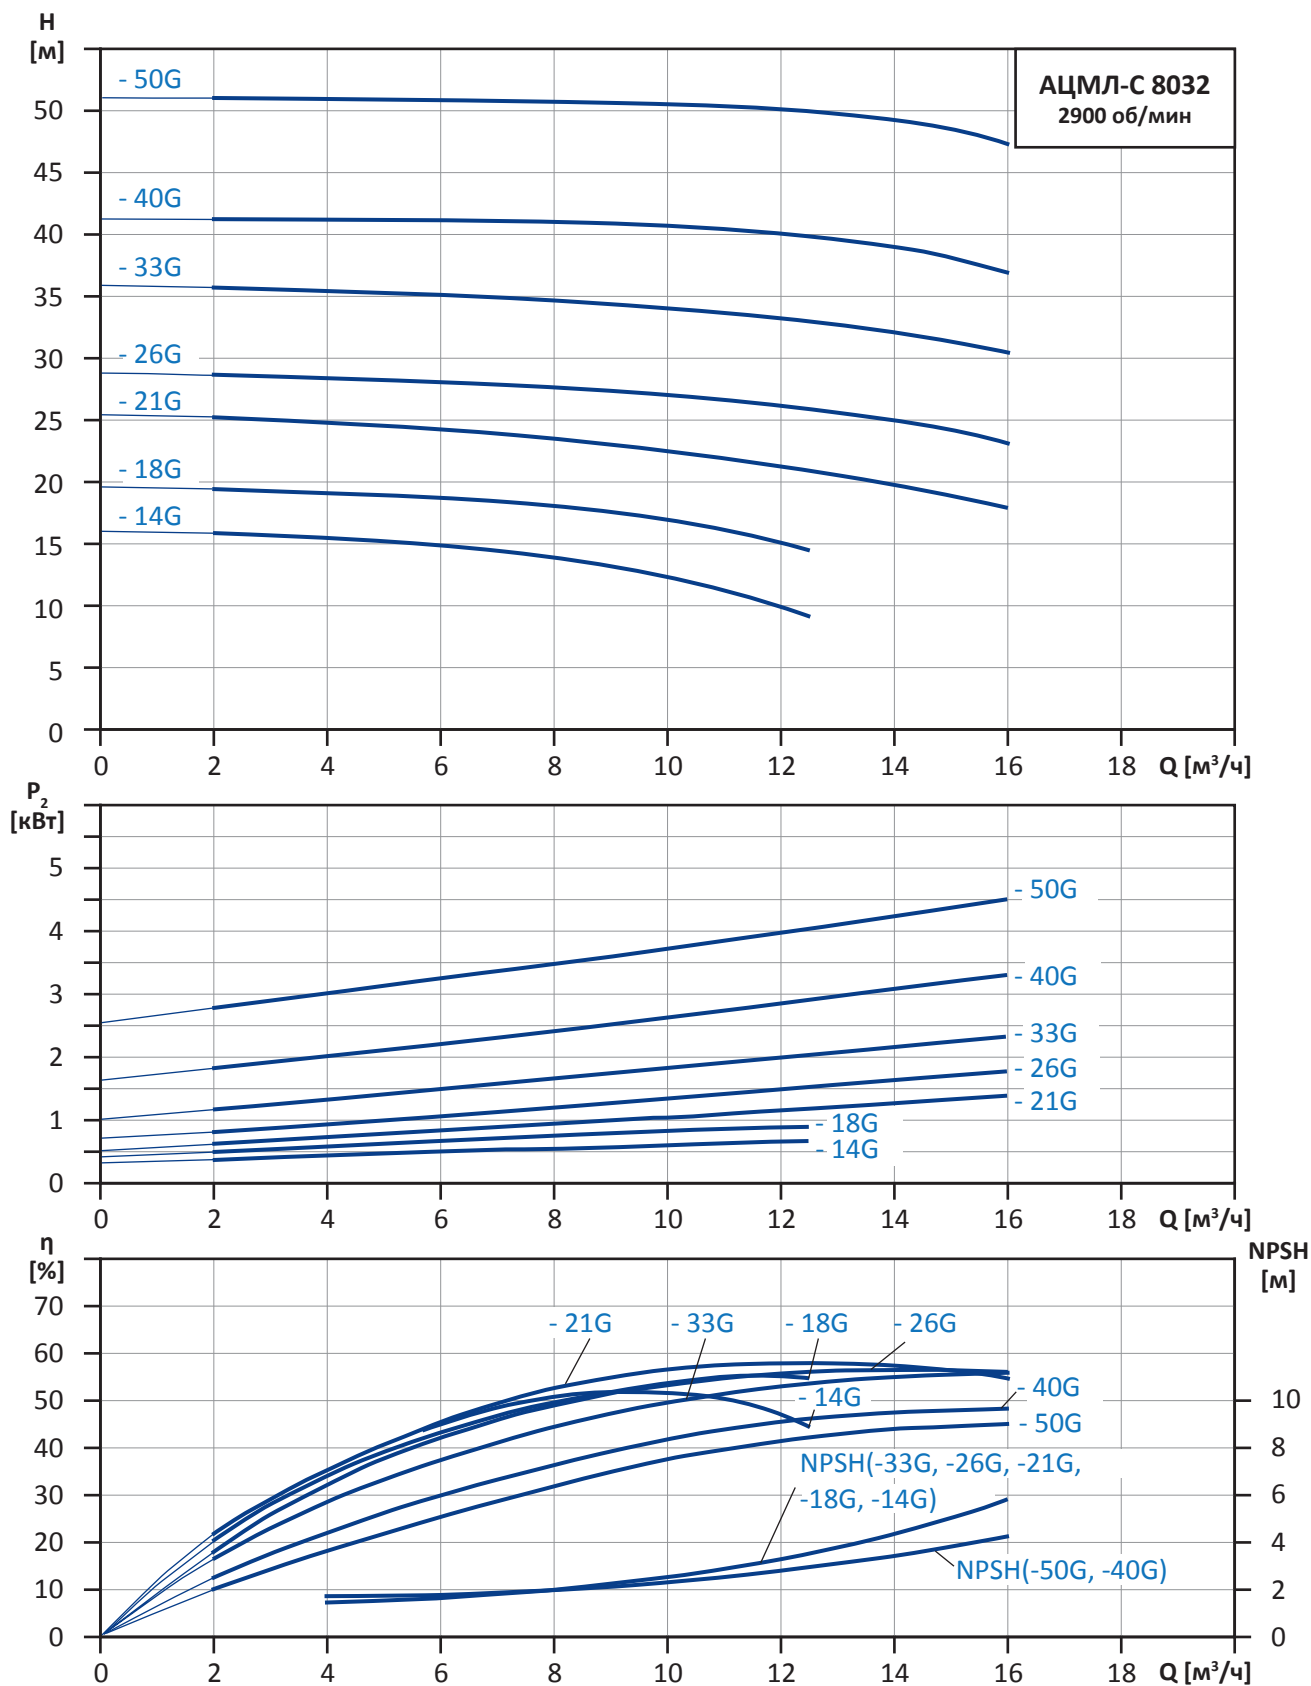 H
[м]
АЦМЛ-С 8032
2900 об/мин
- 50G
- 40G
- 33G
- 26G
- 21G
- 18G
- 14G
50
45
40
35
30
25
20
15
10
5
0
0 2 4 6 8 10 12 14 16 18 Q [м³/ч]
P₂
[кВт]
5
4
3
2
1
0
- 50G
- 40G
- 33G
- 26G
- 21G
- 18G
- 14G
0 2 4 6 8 10 12 14 16 18 Q [м³/ч]
η
[%]
NPSH
[м]
70
60
50
40
30
20
10
0
- 21G - 33G - 18G - 26G
- 14G
- 40G
- 50G
NPSH(-33G, -26G, -21G,
-18G, -14G)
NPSH(-50G, -40G)
10
8
6
4
2
0
0 2 4 6 8 10 12 14 16 18 Q [м³/ч]